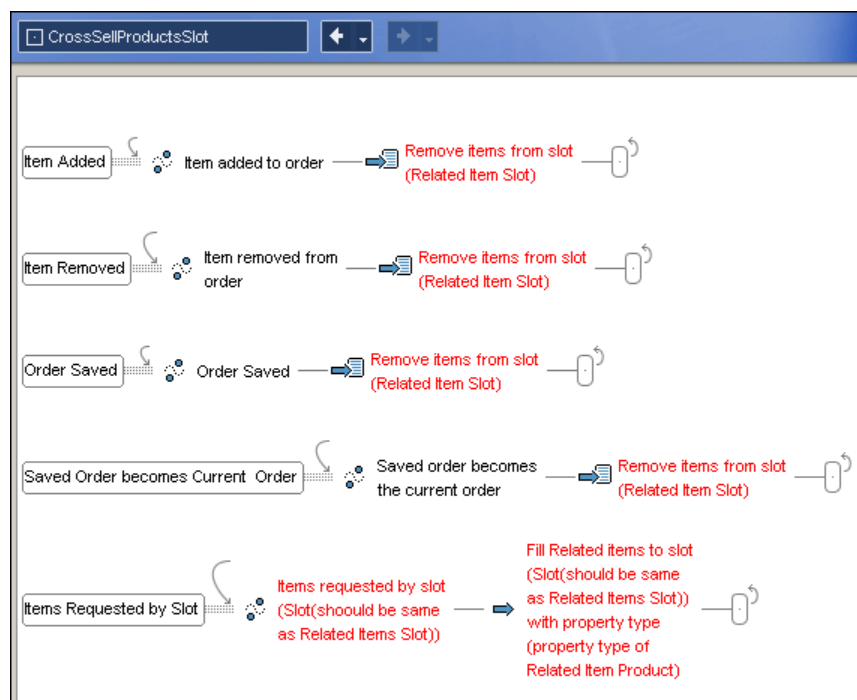 CrossSellProductsSlot
Item Added
Item added to order
Remove items from slot
(Related Item Slot)
Item Removed
Item removed from
order
Remove items from slot
(Related Item Slot)
Order Saved
Order Saved
Remove items from slot
(Related Item Slot)
Saved Order becomes Current Order
Saved order becomes
the current order
Remove items from slot
(Related Item Slot)
Items Requested by Slot
Items requested by slot
(Slot(shoould be same
as Related Items Slot))
Fill Related items to slot
(Slot(should be same
as Related Items Slot))
with property type
(property type of
Related Item Product)